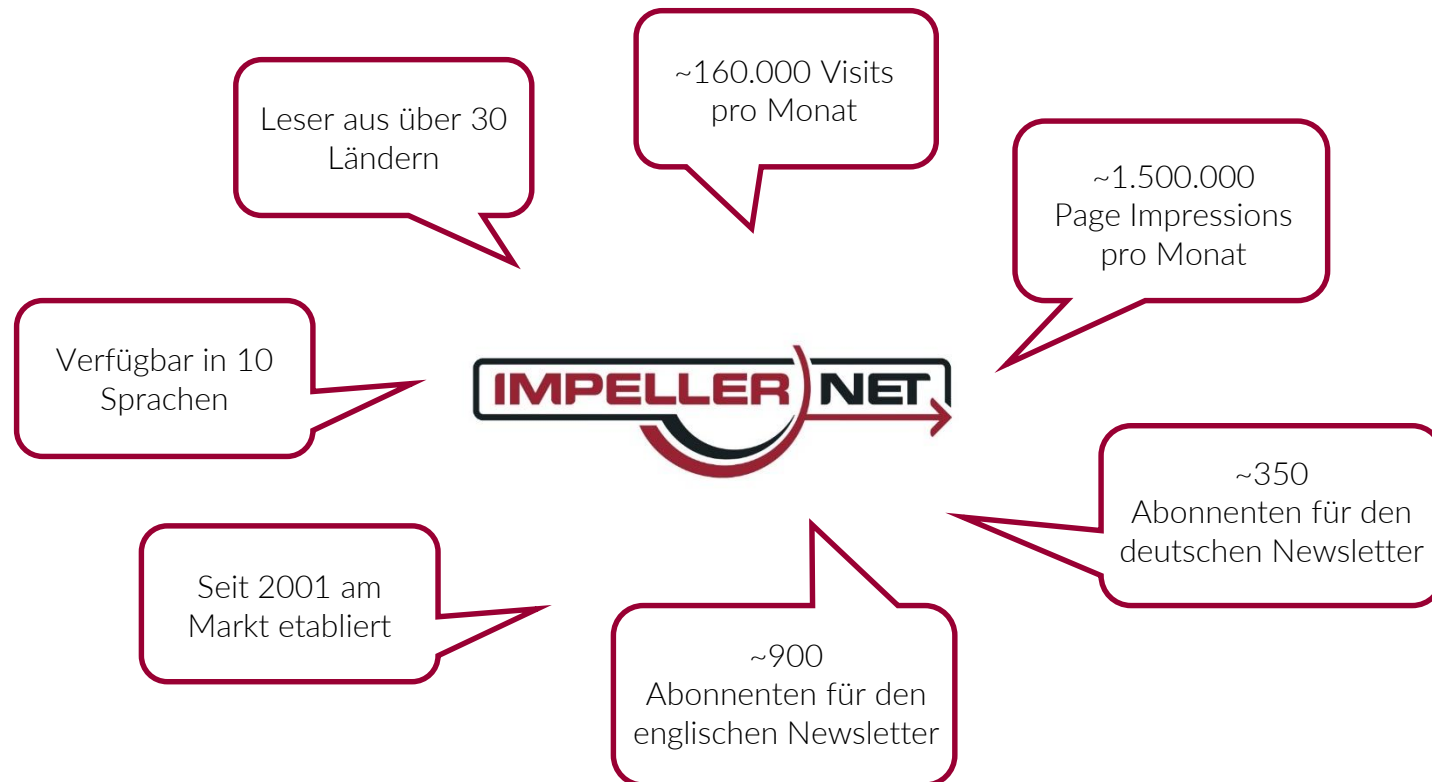 ~160.000 Visits
pro Monat
Leser aus über 30
Ländern
~1.500.000
Page Impressions
pro Monat
Verfügbar in 10
Sprachen
IMPELLER NET
~350
Abonnenten für den
deutschen Newsletter
Seit 2001 am
Markt etabliert
~900
Abonnenten für den
englischen Newsletter